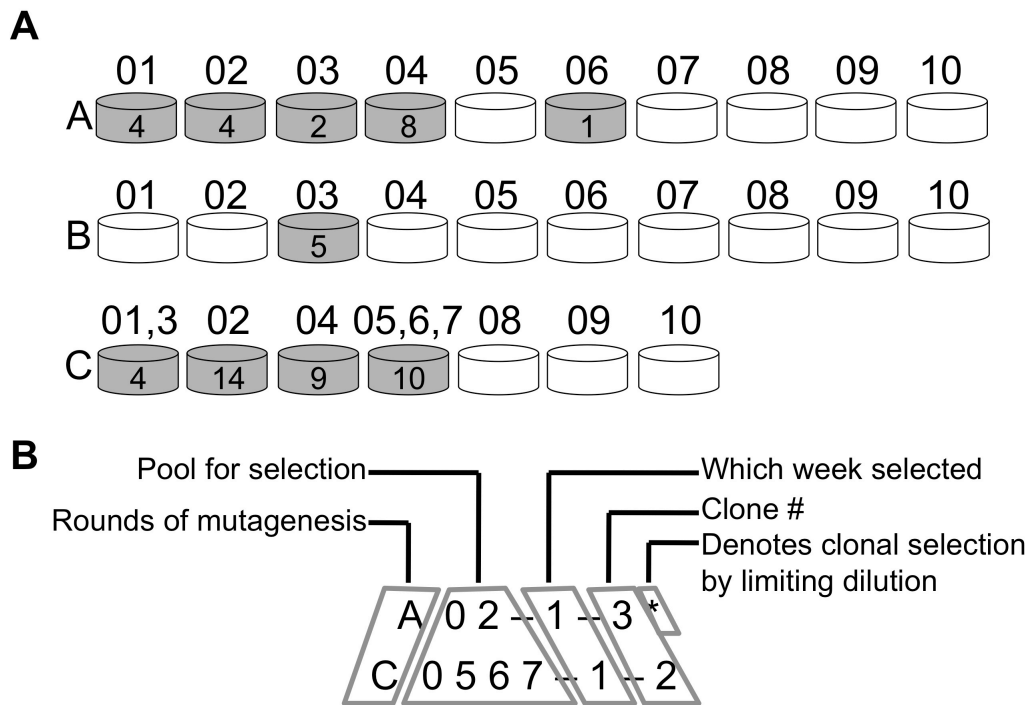 A
01 02 03 04 05 06 07 08 09 10
A 4 4 2 8 1
01 02 03 04 05 06 07 08 09 10
B 5
01,3 02 04 05,6,7 08 09 10
C 4 14 9 10
B
Pool for selection
Which week selected
Rounds of mutagenesis
Clone #
Denotes clonal selection
by limiting dilution
A 0 2 – 1 – 3 *
C 0 5 6 7 – 1 – 2